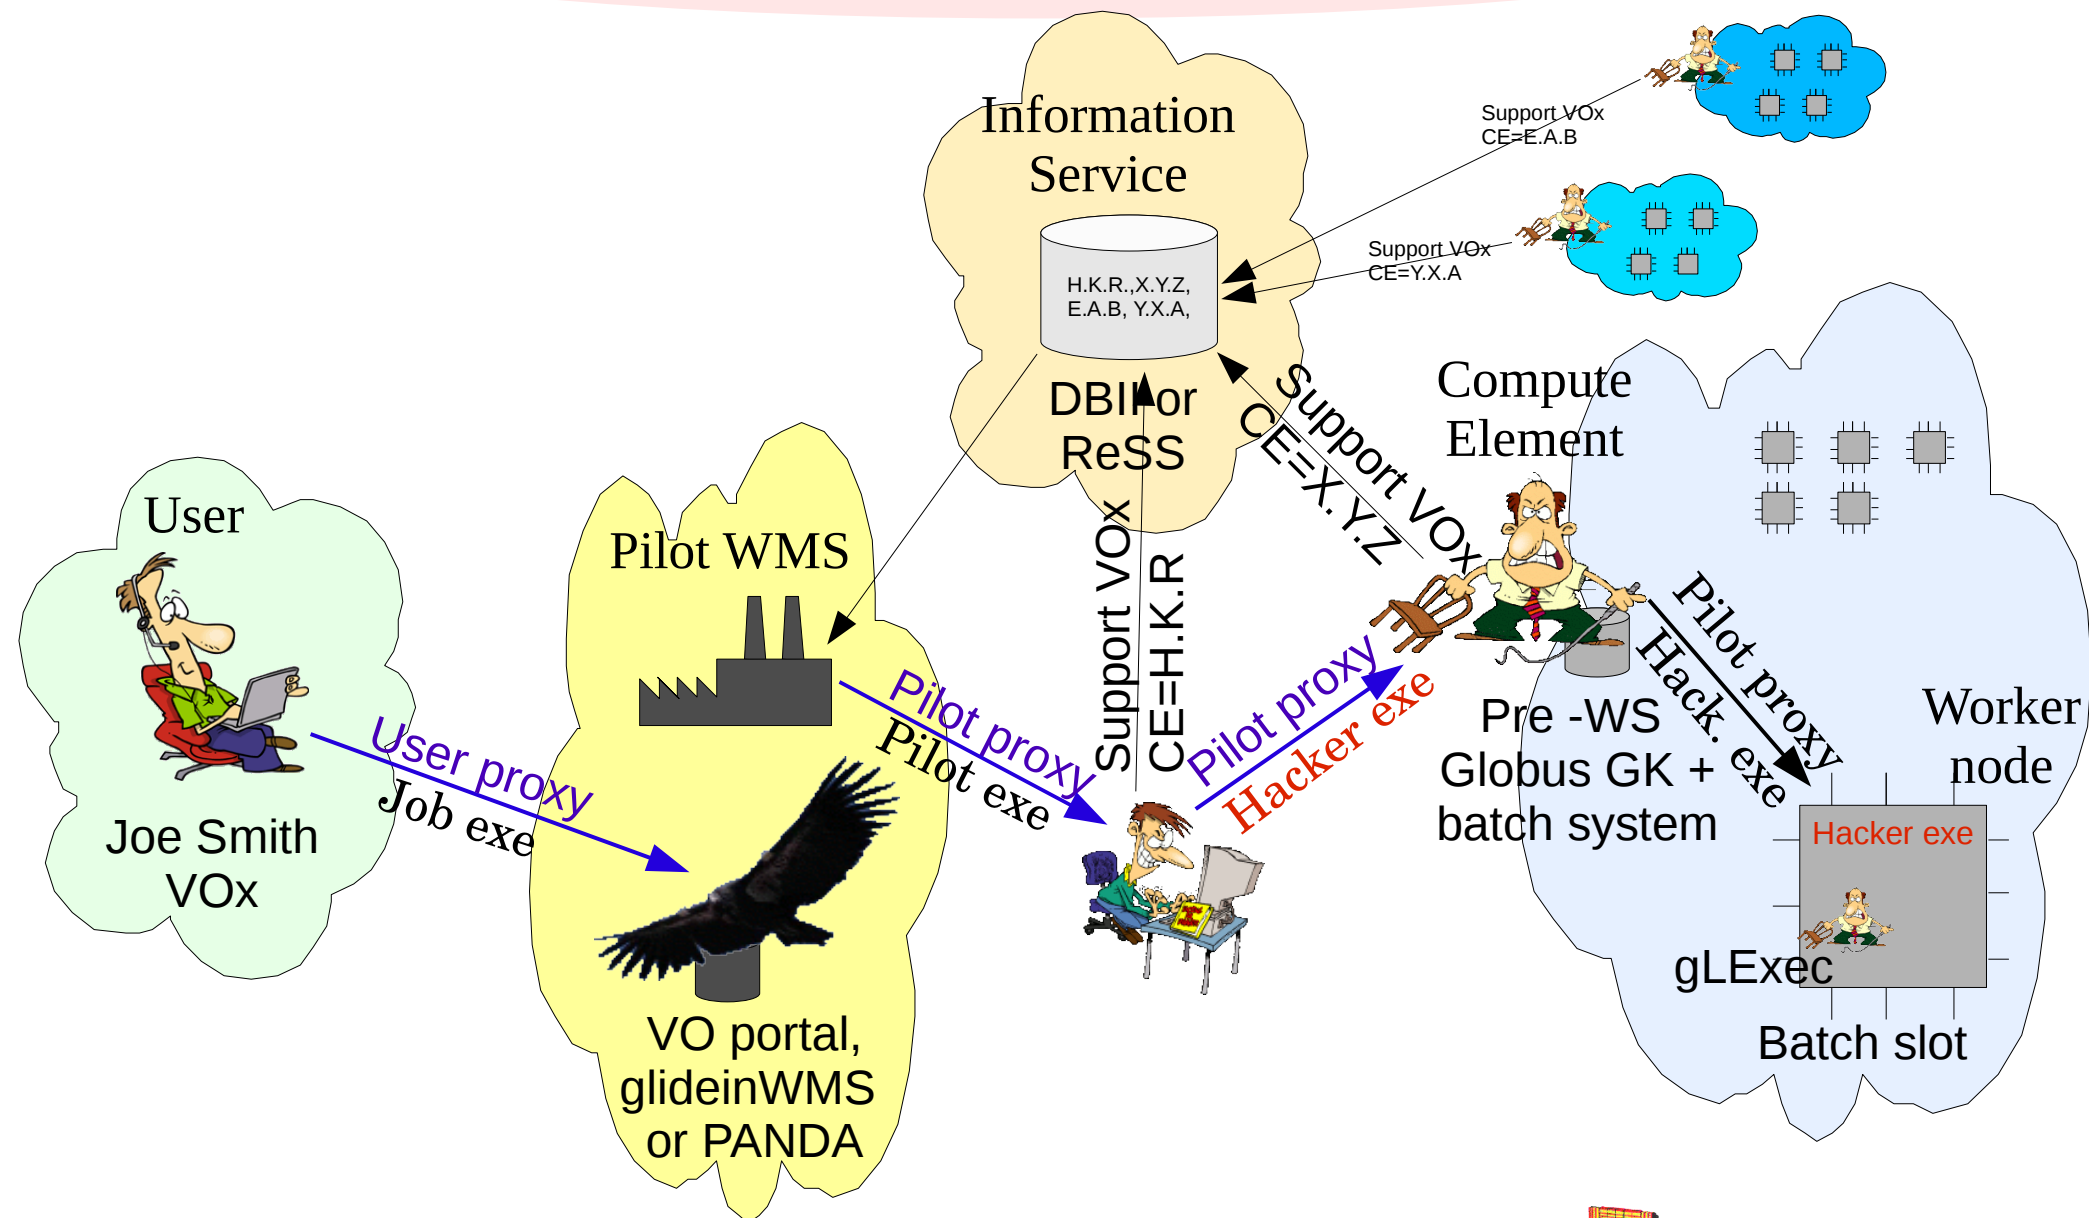 Information
Service
H.K.R.,X.Y.Z,
E.A.B, Y.X.A,
DBII or
ReSS
Support VOx
CE=E.A.B
Support VOx
CE=Y.X.A
Support VOx
CE=X.Y.Z
Support VOx
CE=H.K.R
Compute
Element
User
Joe Smith
VOx
User proxy
Job exe
Pilot WMS
VO portal,
glideinWMS
or PANDA
Pilot proxy
Pilot exe
Pilot proxy
Hacker exe
Pre -WS
Globus GK +
batch system
Pilot proxy
Hack. exe
Worker
node
Hacker exe
gLExec
Batch slot